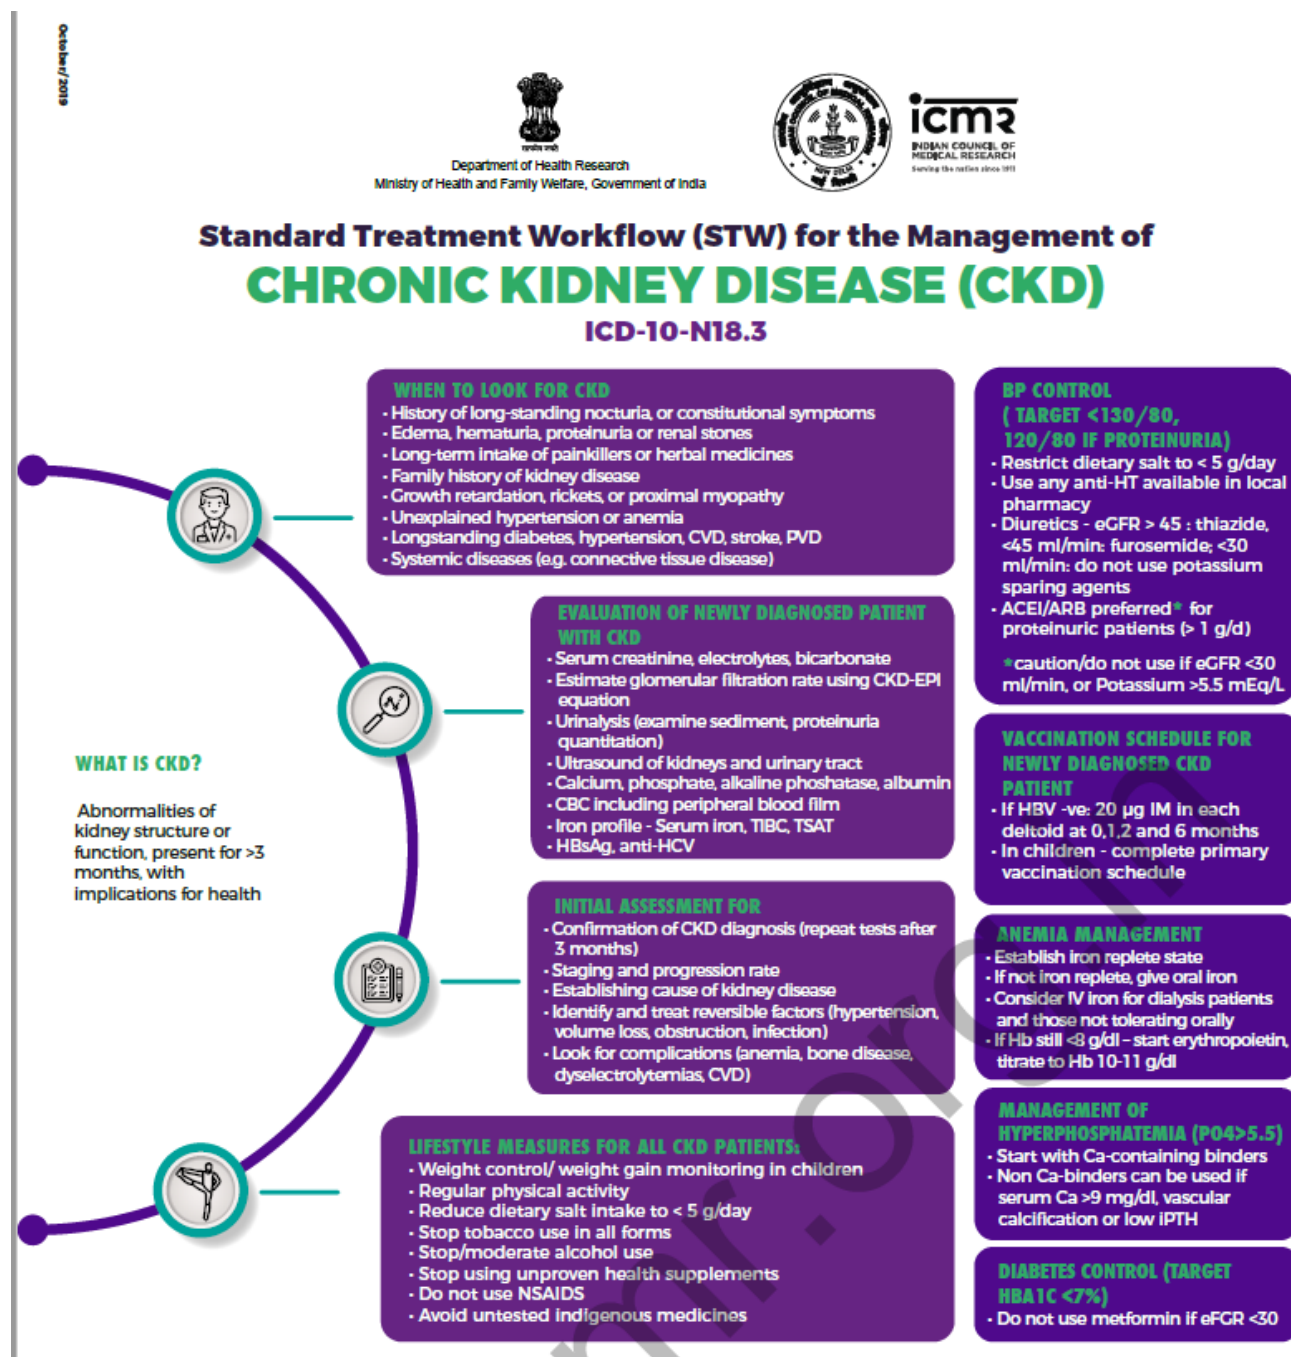 October/2019
Department of Health Research
Ministry of Health and Family Welfare, Government of India
icmr
INDIAN COUNCIL OF
MEDICAL RESEARCH
Serving the nation since 1911
Standard Treatment Workflow (STW) for the Management of
CHRONIC KIDNEY DISEASE (CKD)
ICD-10-N18.3
WHAT IS CKD?
Abnormalities of
kidney structure or
function, present for >3
months, with
implications for health
WHEN TO LOOK FOR CKD
• History of long-standing nocturia, or constitutional symptoms
• Edema, hematuria, proteinuria or renal stones
• Long-term intake of painkillers or herbal medicines
• Family history of kidney disease
• Growth retardation, rickets, or proximal myopathy
• Unexplained hypertension or anemia
• Longstanding diabetes, hypertension, CVD, stroke, PVD
• Systemic diseases (e.g. connective tissue disease)
EVALUATION OF NEWLY DIAGNOSED PATIENT
WITH CKD
• Serum creatinine, electrolytes, bicarbonate
• Estimate glomerular filtration rate using CKD-EPI
equation
• Urinalysis (examine sediment, proteinuria
quantitation)
• Ultrasound of kidneys and urinary tract
• Calcium, phosphate, alkaline phoshatase, albumin
• CBC including peripheral blood film
• Iron profile - Serum iron, TIBC, TSAT
• HBsAg, anti-HCV
INITIAL ASSESSMENT FOR
• Confirmation of CKD diagnosis (repeat tests after
3 months)
• Staging and progression rate
• Establishing cause of kidney disease
• Identify and treat reversible factors (hypertension,
volume loss, obstruction, infection)
• Look for complications (anemia, bone disease,
dyselectrolytemias, CVD)
LIFESTYLE MEASURES FOR ALL CKD PATIENTS:
• Weight control/ weight gain monitoring in children
• Regular physical activity
• Reduce dietary salt intake to < 5 g/day
• Stop tobacco use in all forms
• Stop/moderate alcohol use
• Stop using unproven health supplements
• Do not use NSAIDS
• Avoid untested indigenous medicines
BP CONTROL
( TARGET <130/80,
120/80 IF PROTEINURIA)
• Restrict dietary salt to < 5 g/day
• Use any anti-HT available in local
pharmacy
• Diuretics - eGFR > 45 : thiazide,
<45 ml/min: furosemide; <30
ml/min: do not use potassium
sparing agents
• ACEI/ARB preferred* for
proteinuric patients (> 1 g/d)
*caution/do not use if eGFR <30
ml/min, or Potassium >5.5 mEq/L
VACCINATION SCHEDULE FOR
NEWLY DIAGNOSED CKD
PATIENT
• If HBV -ve: 20 µg IM in each
deltoid at 0,1,2 and 6 months
• In children - complete primary
vaccination schedule
ANEMIA MANAGEMENT
• Establish iron replete state
• If not iron replete, give oral iron
• Consider IV iron for dialysis patients
and those not tolerating orally
• If Hb still <8 g/dl – start erythropoietin,
titrate to Hb 10-11 g/dl
MANAGEMENT OF
HYPERPHOSPHATEMIA (PO4>5.5)
• Start with Ca-containing binders
• Non Ca-binders can be used if
serum Ca >9 mg/dl, vascular
calcification or low iPTH
DIABETES CONTROL (TARGET
HBA1C <7%)
• Do not use metformin if eFGR <30
mr.org.in